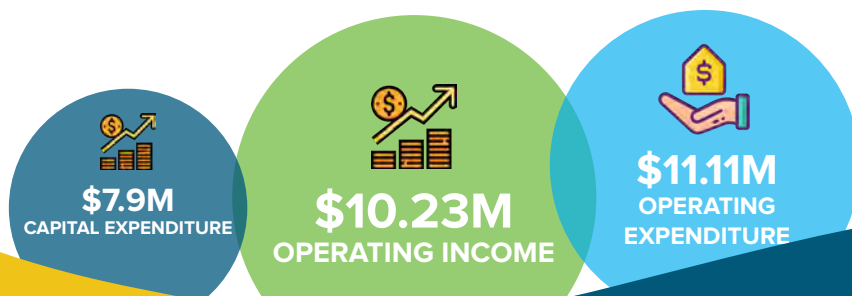 $7.9M
CAPITAL EXPENDITURE
$10.23M
OPERATING INCOME
$11.11M
OPERATING
EXPENDITURE